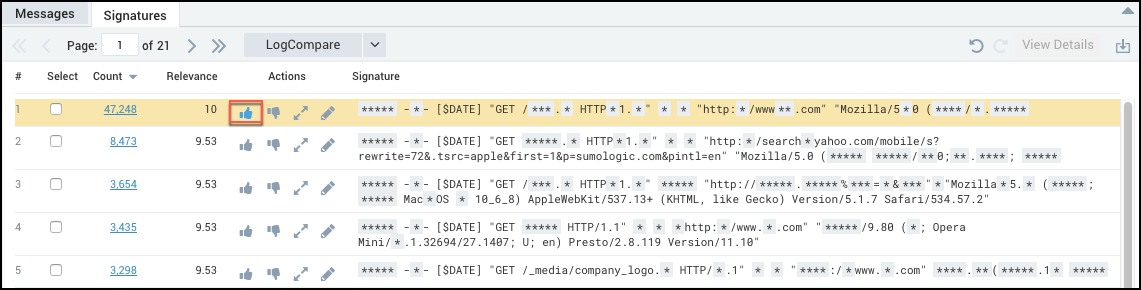 Messages Signatures
Page: 1 of 21 LogCompare View Details
# Select Count Relevance Actions Signature
1 47,248 10 ***** -*- [$DATE] "GET /***.* HTTP*1.*" * * "http:*/www**.com" "Mozilla/5*0 (****/*.*****
2 8,473 9.53 ***** -*- [$DATE] "GET *****.* HTTP*1.*" * * "http:*/search*yahoo.com/mobile/s?
rewrite=72&.tsrc=apple&first=1&p=sumologic.com&pintl=en" "Mozilla/5.0 (***** *****/**0;**.****; *****
3 3,654 9.53 ***** -*- [$DATE] "GET /***.* HTTP*1.*" ***** "http://*****.*****%***=*&***"*"Mozilla*5.* (*****;
***** Mac*OS * 10_6_8) AppleWebKit/537.13+ (KHTML, like Gecko) Version/5.1.7 Safari/534.57.2"
4 3,435 9.53 ***** -*- [$DATE] "GET ***** HTTP/1.1" * * *http:*/www.*.com" "*****/9.80 (*; Opera
Mini/*.1.32694/27.1407; U; en) Presto/2.8.119 Version/11.10"
5 3,298 9.53 ***** -*- [$DATE] "GET /_media/company_logo.* HTTP/*.1" * * "****:/*www.*.com" ****.**(*****.1* *****